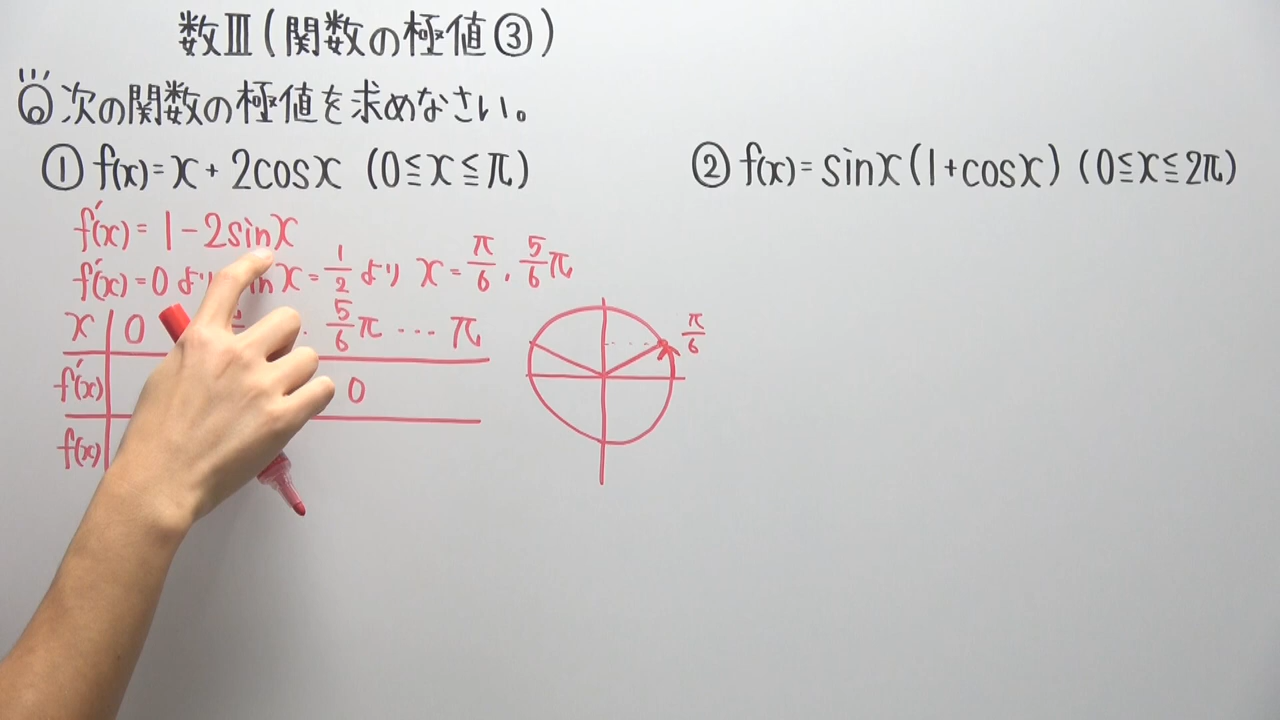 数Ⅲ(関数の極値③)
Q 次の関数の極値を求めなさい。
① f(x)=x+2cosx (0≦x≦π)
② f(x)=sinx(1+cosx) (0≦x≦2π)
f'(x)=1-2sinx
f'(x)=0より x=1/2より x=π/6, 5/6π
x 0 5/6π … π
f'(x) 0
f(x)
π/6